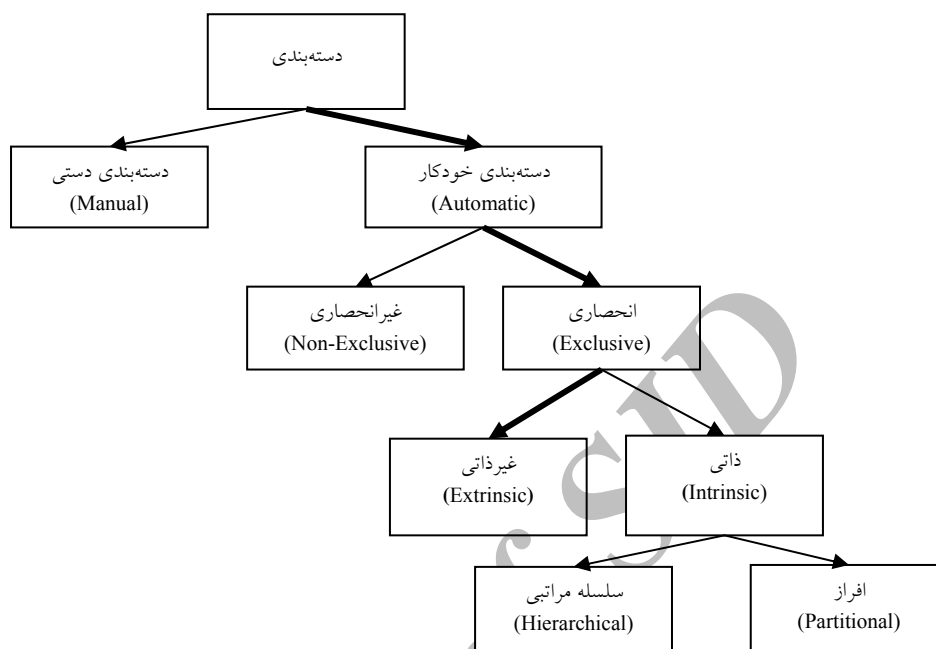 دسته‌بندی
دسته‌بندی دستی
(Manual)
دسته‌بندی خودکار
(Automatic)
غیرانحصاری
(Non-Exclusive)
انحصاری
(Exclusive)
غیرذاتی
(Extrinsic)
ذاتی
(Intrinsic)
سلسله مراتبی
(Hierarchical)
افراز
(Partitional)
f SID